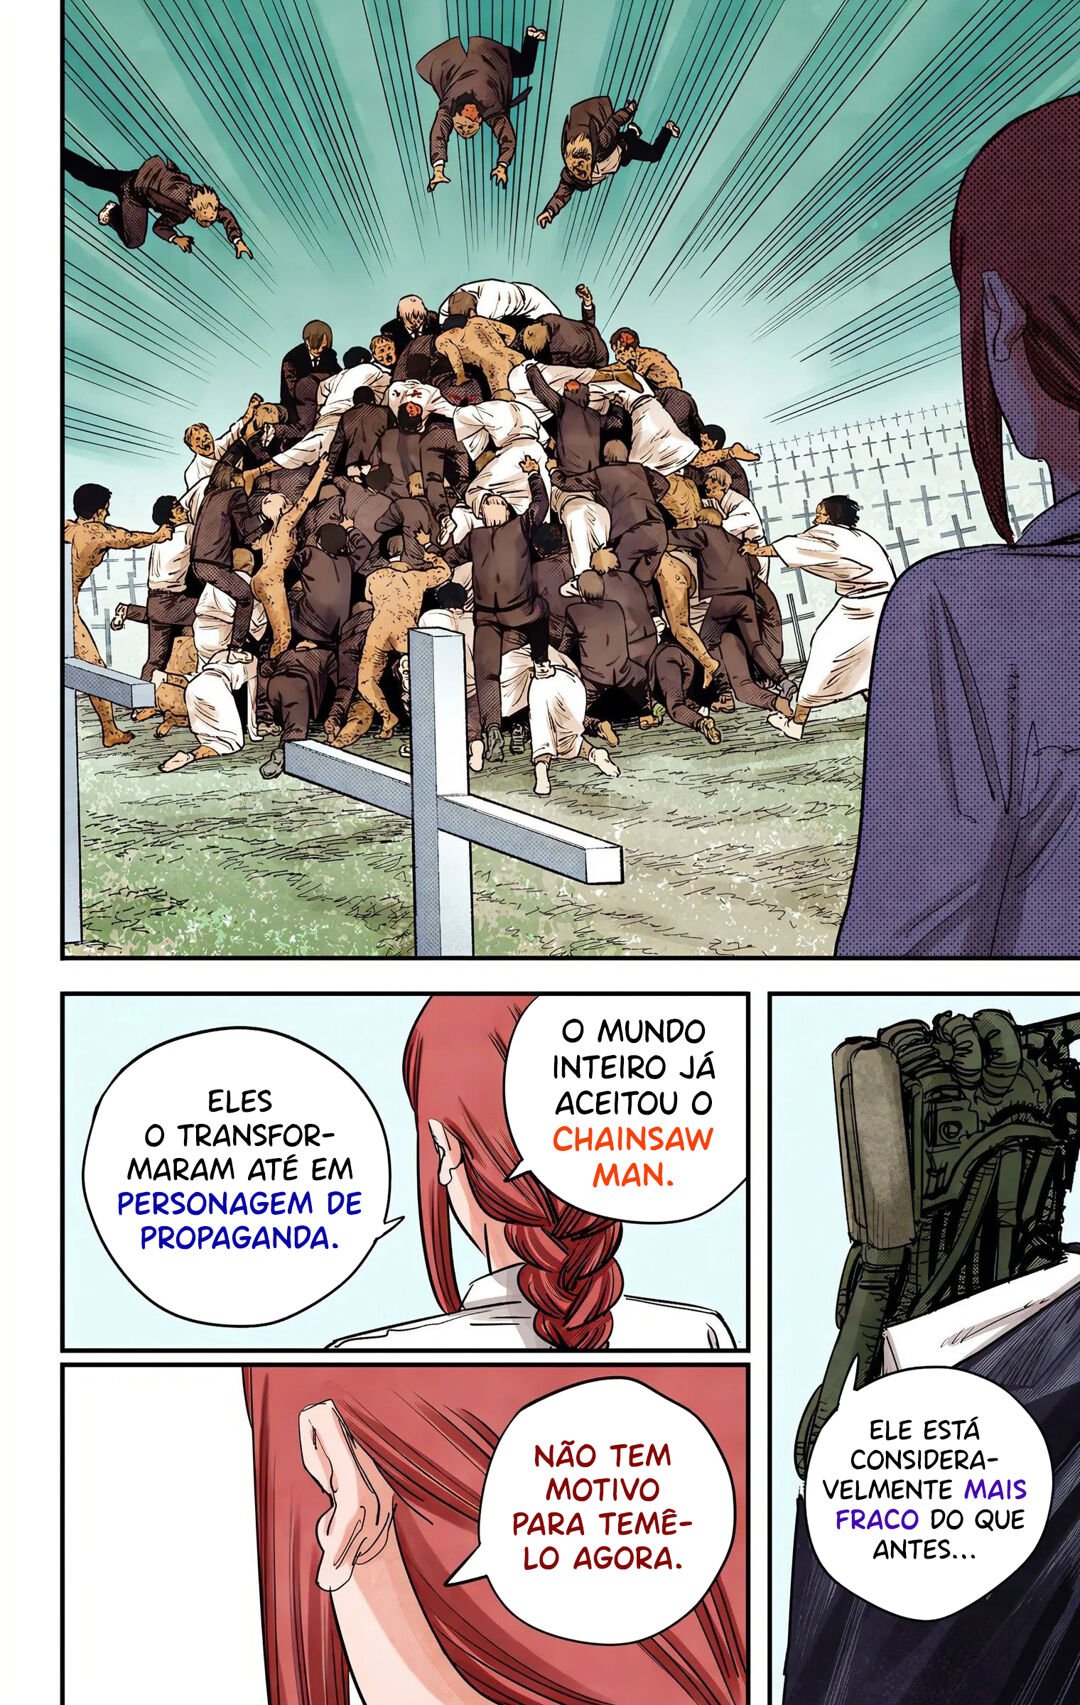 ELE ESTÁ
CONSIDERA-
VELMENTE MAIS
FRACO DO QUE
ANTES...
O MUNDO
INTEIRO JÁ
ACEITOU O
CHAINSAW
MAN.
ELES
O TRANSFOR-
MARAM ATÉ EM
PERSONAGEM DE
PROPAGANDA.
NÃO TEM
MOTIVO
PARA TEMÊ-
LO AGORA.